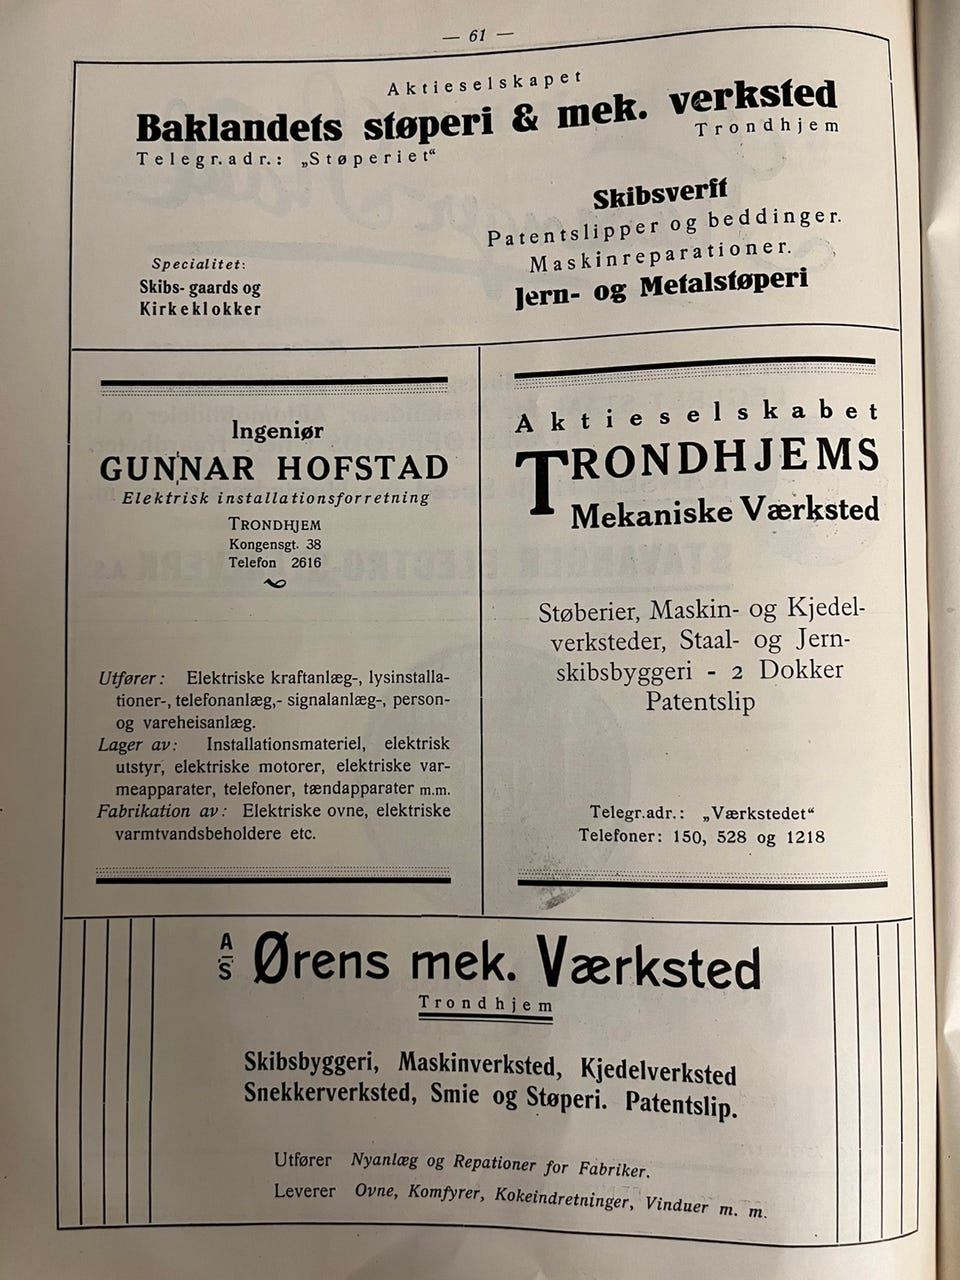 — 61 —
Aktieselskapet
Baklandets støperi & mek. verksted
Telegr.adr.: „Støperiet“
Trondhjem
Skibsverft
Patentslipper og beddinger.
Maskinreparationer.
Jern- og Metalstøperi
Specialitet:
Skibs- gaards og
Kirkeklokker
Ingeniør
GUNNAR HOFSTAD
Elektrisk installationsforretning
TRONDHJEM
Kongensgt. 38
Telefon 2616
Utfører: Elektriske kraftanlæg-, lysinstalla-
tioner-, telefonanlæg,- signalanlæg-, person-
og vareheisanlæg.
Lager av: Installationsmateriel, elektrisk
utstyr, elektriske motorer, elektriske var-
meapparater, telefoner, tændapparater m.m.
Fabrikation av: Elektriske ovne, elektriske
varmtvandsbeholdere etc.
Aktieselskabet
TRONDHJEMS
Mekaniske Værksted
Støberier, Maskin- og Kjedel-
verksteder, Staal- og Jern-
skibsbyggeri - 2 Dokker
Patentslip
Telegr.adr.: „Værkstedet“
Telefoner: 150, 528 og 1218
A/S Ørens mek. Værksted
Trondhjem
Skibsbyggeri, Maskinverksted, Kjedelverksted
Snekkerverksted, Smie og Støperi. Patentslip.
Utfører Nyanlæg og Repationer for Fabriker.
Leverer Ovne, Komfyrer, Kokeindretninger, Vinduer m. m.